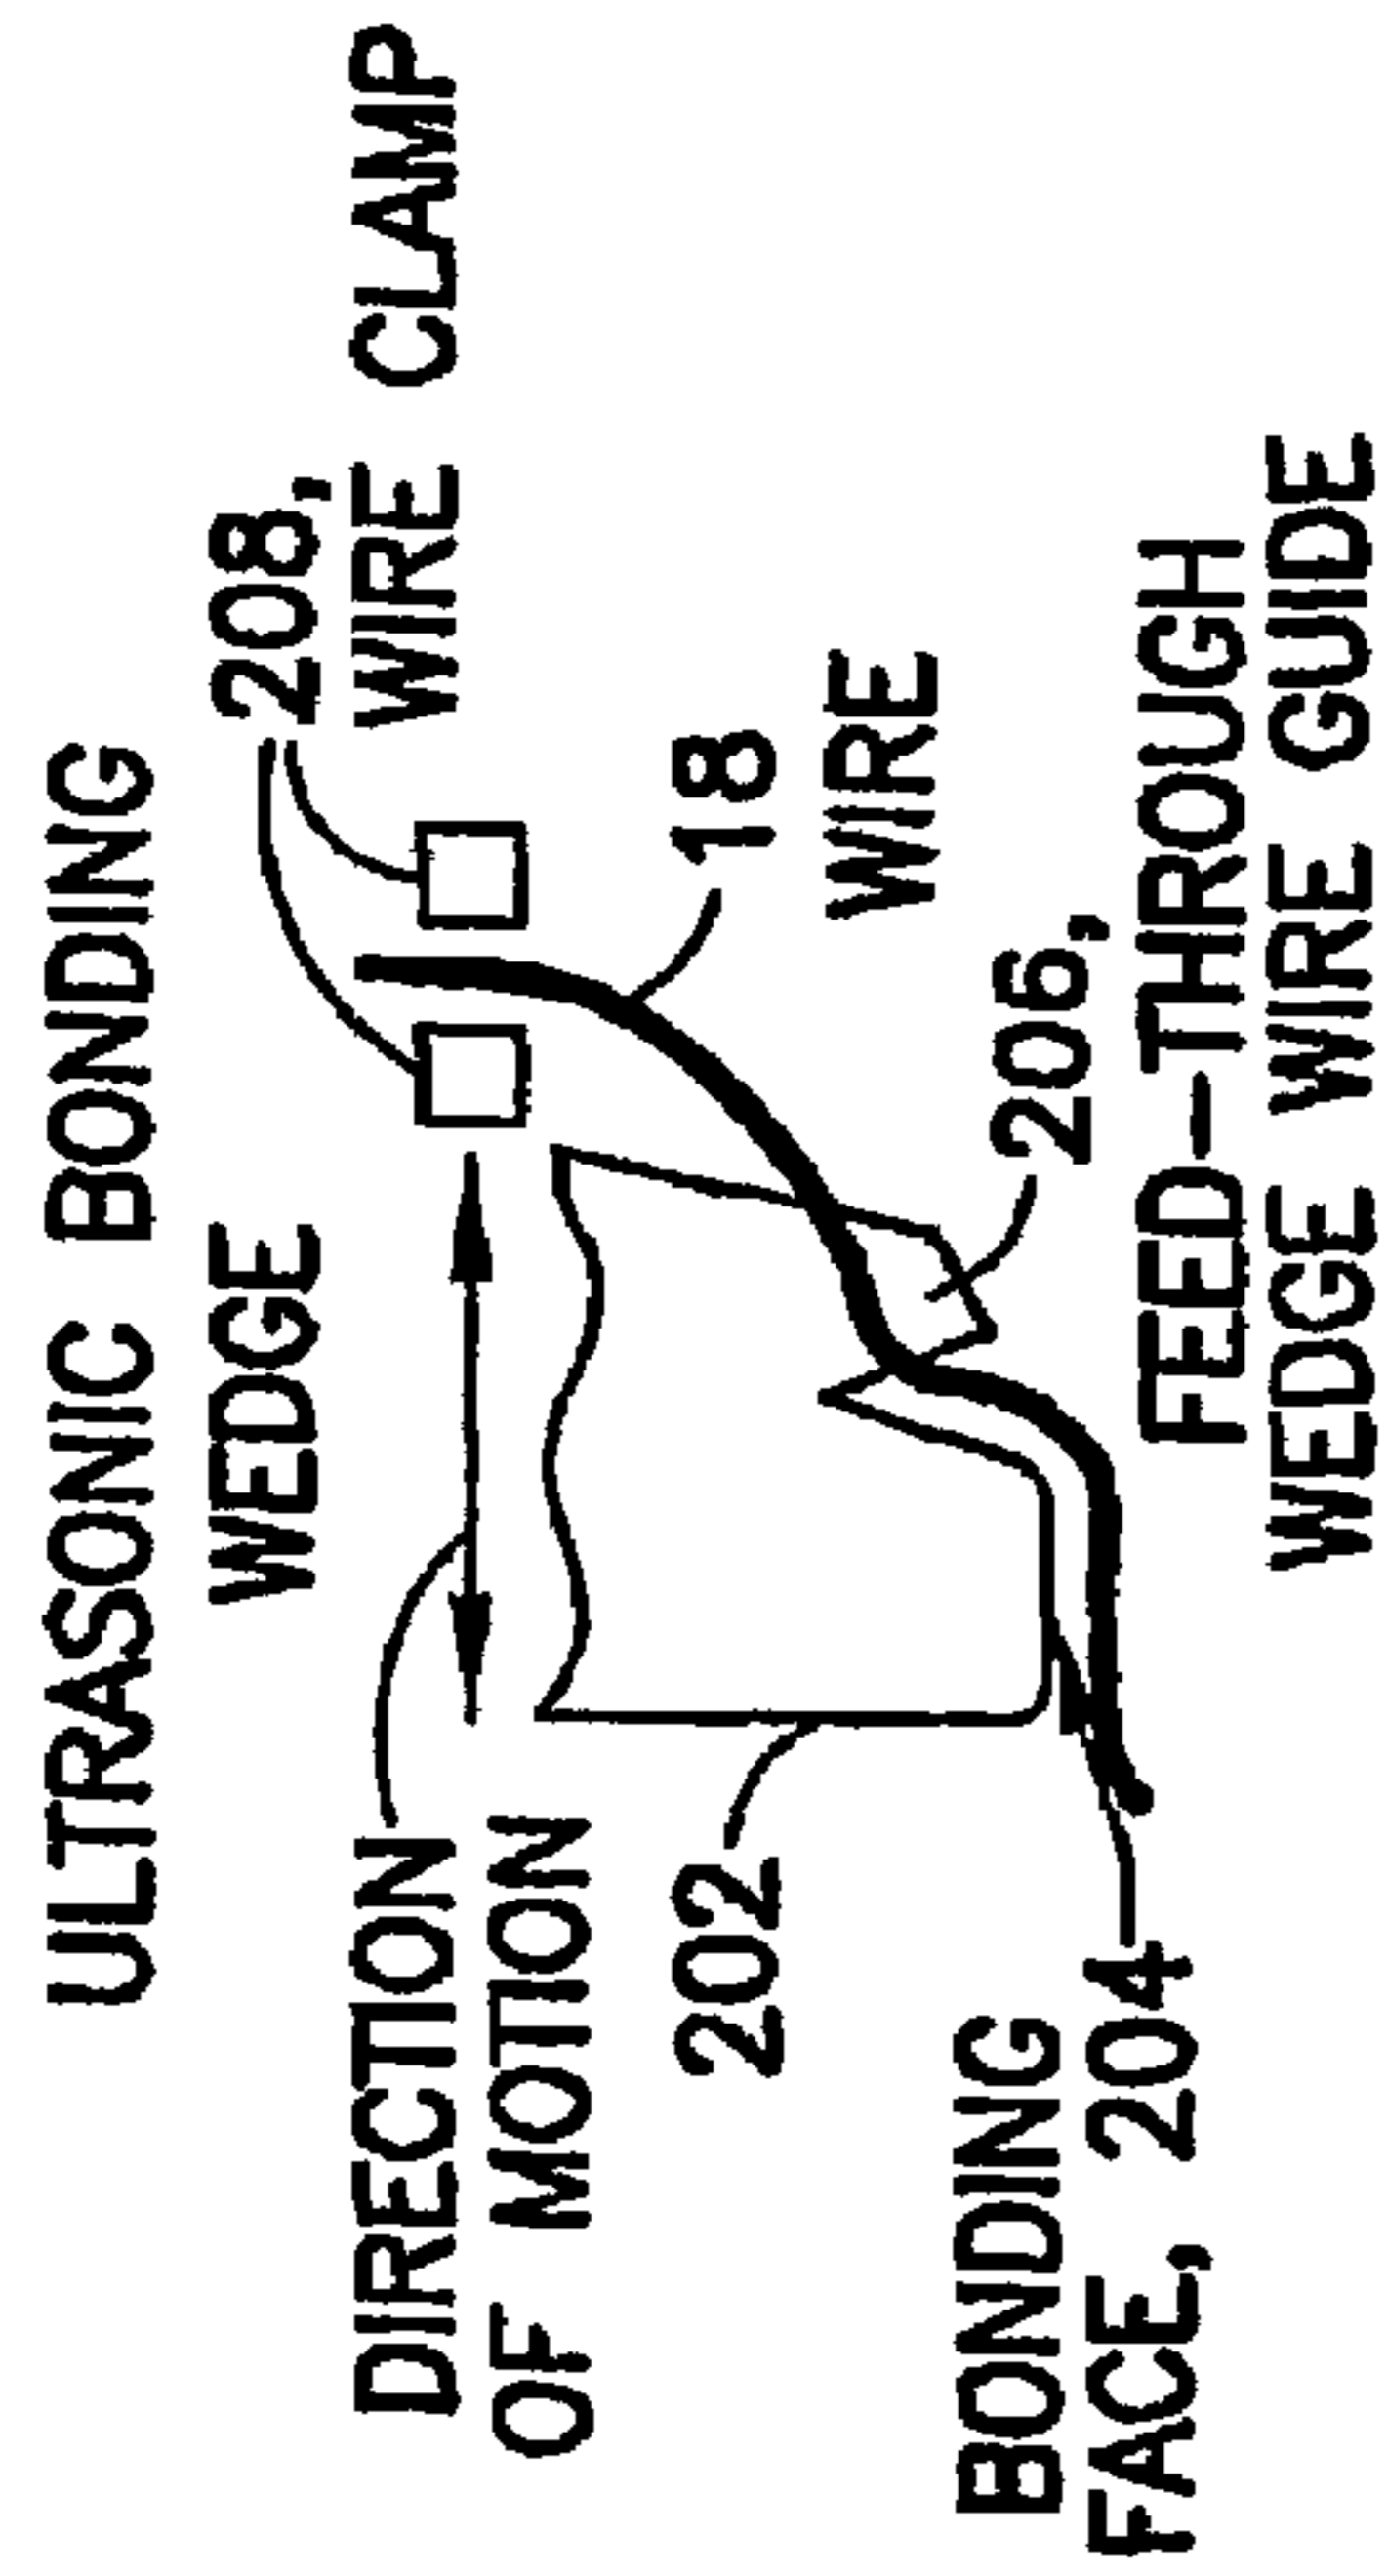 ULTRASONIC BONDING
WEDGE
208,
WIRE CLAMP
DIRECTION
OF MOTION
18
WIRE
202
206,
FEED-THROUGH
WEDGE WIRE GUIDE
BONDING
FACE, 204